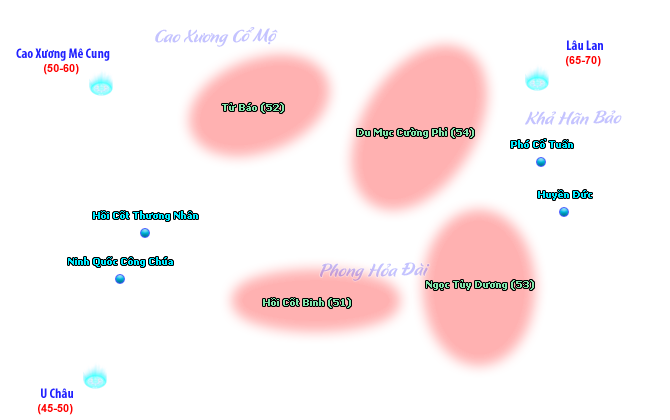 Cao Xương Cổ Mộ
Cao Xương Mê Cung
(50-60)
Lâu Lan
(65-70)
Tử Báo (52)
Khả Hãn Bảo
Du Mục Cường Phỉ (54)
Phó Cổ Tuấn
Huyền Đức
Hồi Cốt Thương Nhân
Ninh Quốc Công Chúa
Phong Hỏa Đài
Ngọc Tủy Dương (53)
Hồi Cốt Binh (51)
U Châu
(45-50)